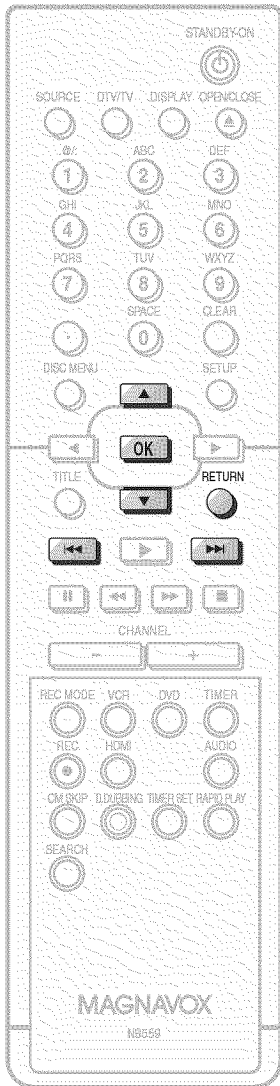 STANDBY-ON
SOURCE DTV/TV DISPLAY OPEN/CLOSE
@/: ABC DEF
1 2 3
GHI JKL MNO
4 5 6
PQRS TUV WXYZ
7 8 9
SPACE CLEAR
• 0
DISC MENU SETUP
OK
TITLE RETURN
CHANNEL
− +
REC MODE VCR DVD TIMER
REC HDMI AUDIO
CM SKIP D.DUBBING TIMER SET RAPID PLAY
SEARCH
MAGNAVOX
NB559